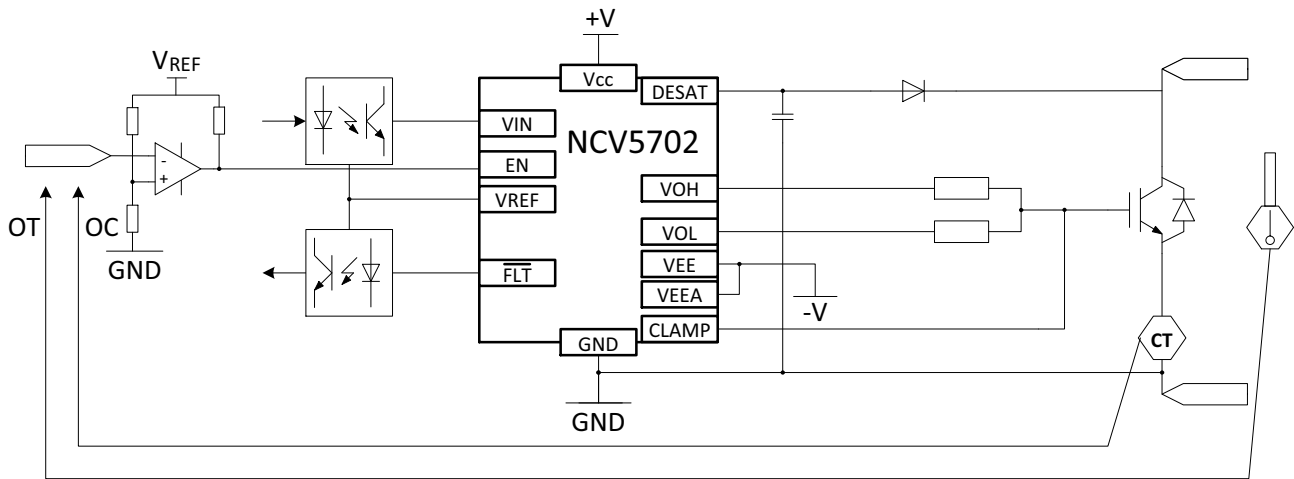 +V
VREF
Vcc
DESAT
VIN
NCV5702
EN
-
+
VREF
VOH
OT
OC
VOL
GND
VEE
FLT
VEEA
-V
CLAMP
GND
CT
GND